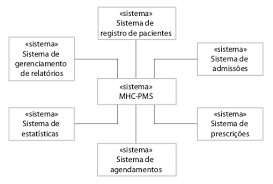 «sistema»
Sistema de
registro de pacientes
«sistema»
Sistema de
gerenciamento
de relatórios
«sistema»
Sistema de
admissões
«sistema»
MHC-PMS
«sistema»
Sistema de
estatísticas
«sistema»
Sistema de
prescrições
«sistema»
Sistema de
agendamentos